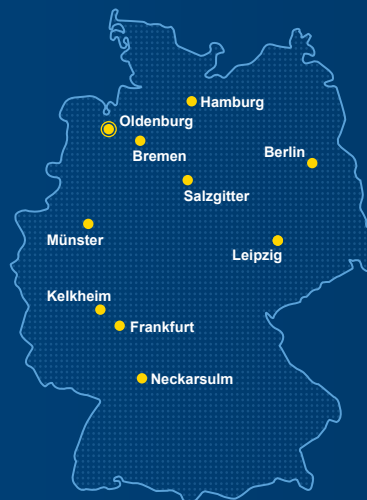 Hamburg
Oldenburg
Bremen
Berlin
Salzgitter
Münster
Leipzig
Kelkheim
Frankfurt
Neckarsulm